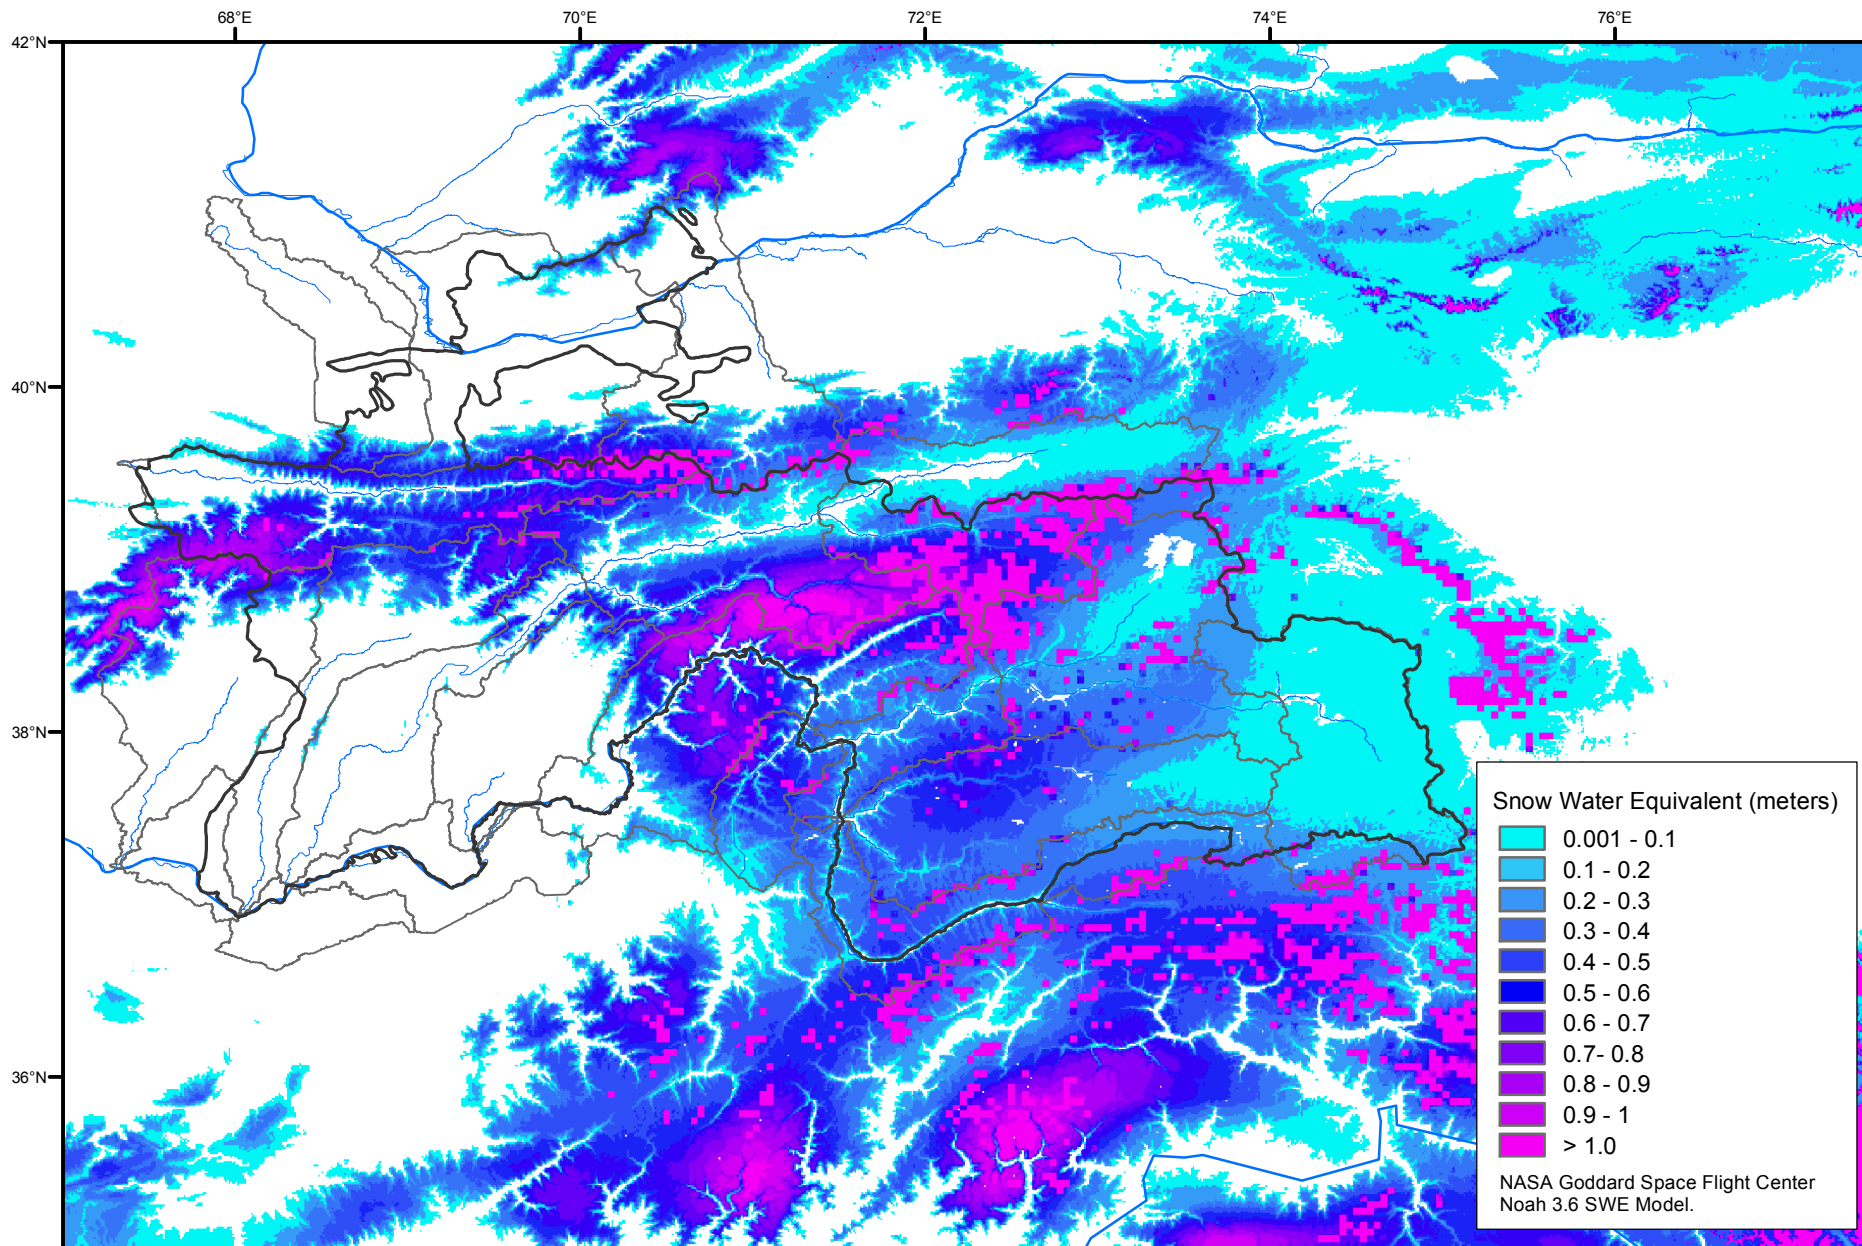 68°E
70°E
72°E
74°E
76°E
42°N
40°N
38°N
36°N
Snow Water Equivalent (meters)
0.001 - 0.1
0.1 - 0.2
0.2 - 0.3
0.3 - 0.4
0.4 - 0.5
0.5 - 0.6
0.6 - 0.7
0.7- 0.8
0.8 - 0.9
0.9 - 1
> 1.0
NASA Goddard Space Flight Center
Noah 3.6 SWE Model.